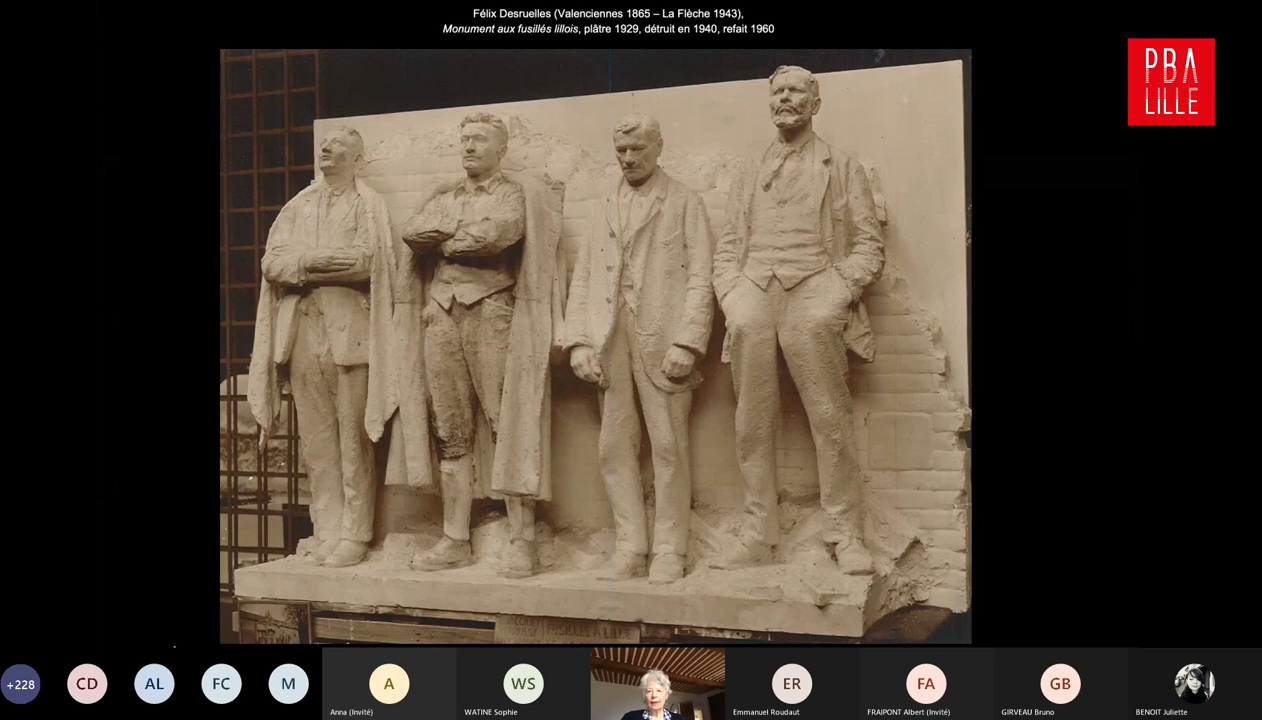 Félix Desruelles (Valenciennes 1865 – La Flèche 1943),
Monument aux fusillés lillois, plâtre 1929, détruit en 1940, refait 1960
PBA
LILLE
FUSILLÉS A LILLE
+228
CD
AL
FC
M
A
WS
ER
FA
GB
Anna (Invité)
WATINE Sophie
Emmanuel Roudaut
FRAIPONT Albert (Invité)
GIRVEAU Bruno
BENOIT Juliette